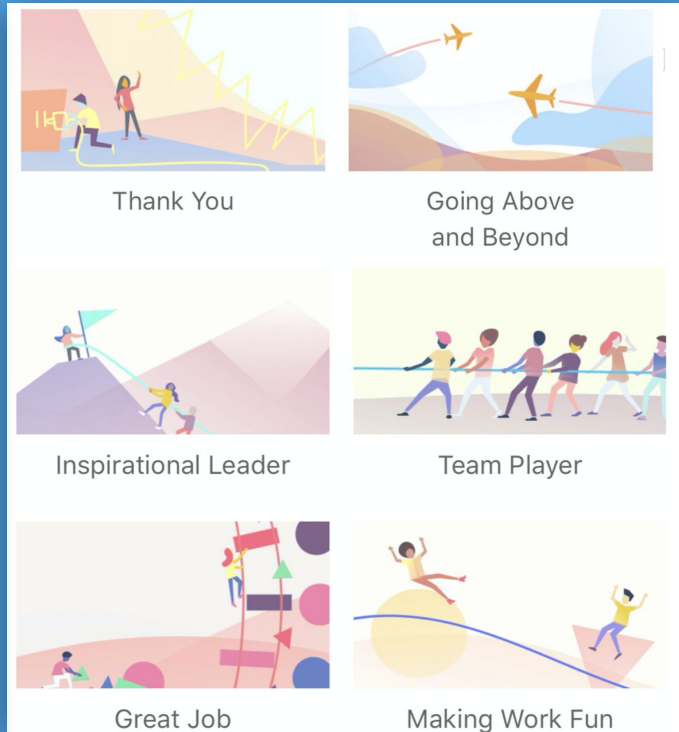 Thank You
Going Above
and Beyond
Inspirational Leader
Team Player
Great Job
Making Work Fun